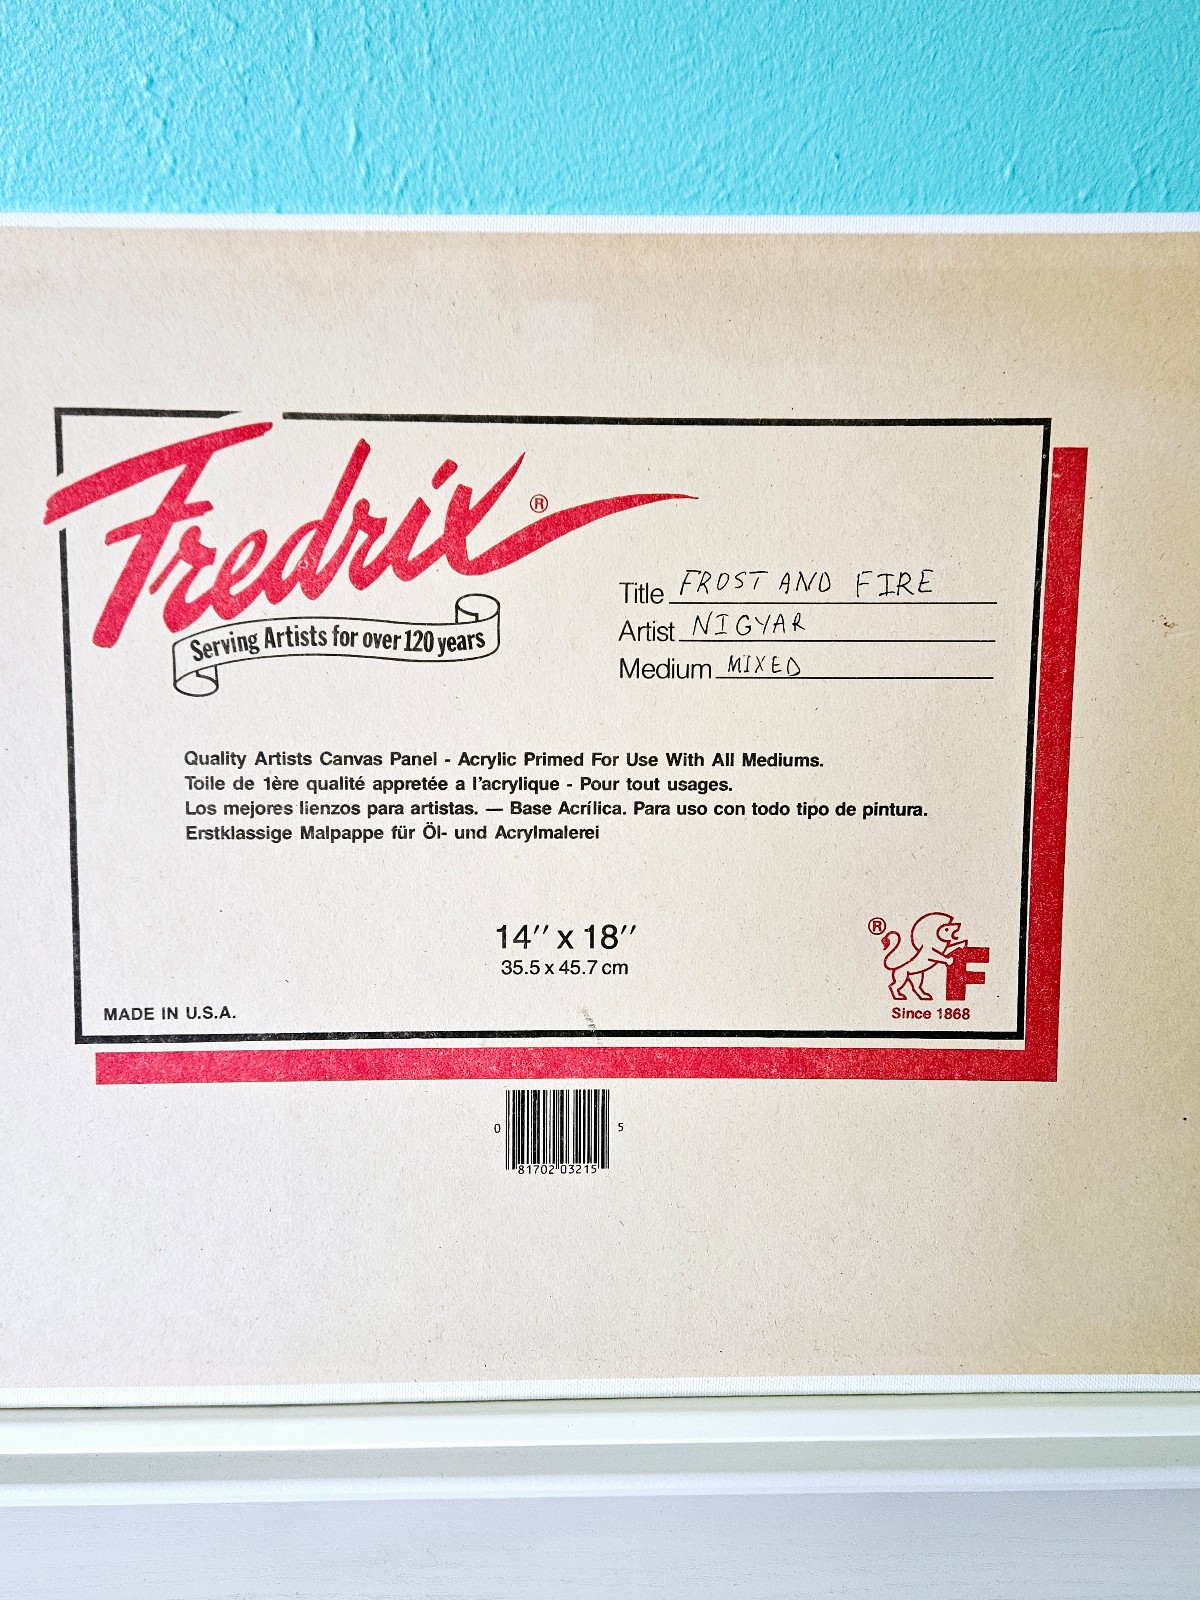 Fredrix®
Serving Artists for over 120 years
Title FROST AND FIRE
Artist NIGYAR
Medium MIXED
Quality Artists Canvas Panel - Acrylic Primed For Use With All Mediums.
Toile de 1ère qualité appretée a l'acrylique - Pour tout usages.
Los mejores lienzos para artistas. — Base Acrílica. Para uso con todo tipo de pintura.
Erstklassige Malpappe für Öl- und Acrylmalerei
14″ x 18″
35.5 x 45.7 cm
MADE IN U.S.A.
® F
Since 1868
0 81702 03215 5